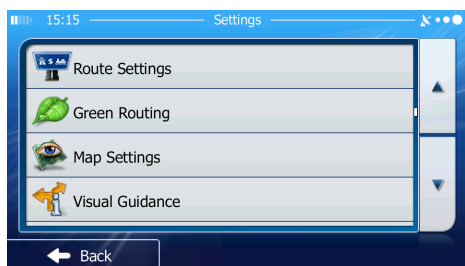 15:15
Settings
Route Settings
Green Routing
Map Settings
Visual Guidance
Back